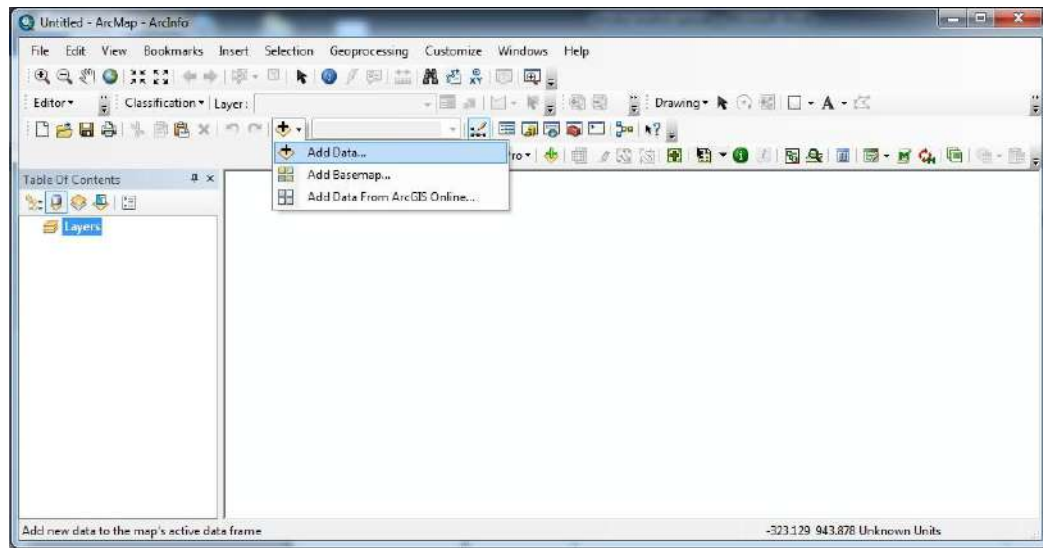 Untitled - ArcMap - ArcInfo
File Edit View Bookmarks Insert Selection Geoprocessing Customize Windows Help
Editor Classification Layer: Drawing A
Add Data...
ro
Add Basemap...
Table Of Contents
Add Data From ArcGIS Online...
Layers
Add new data to the map's active data frame -323.129 943.878 Unknown Units